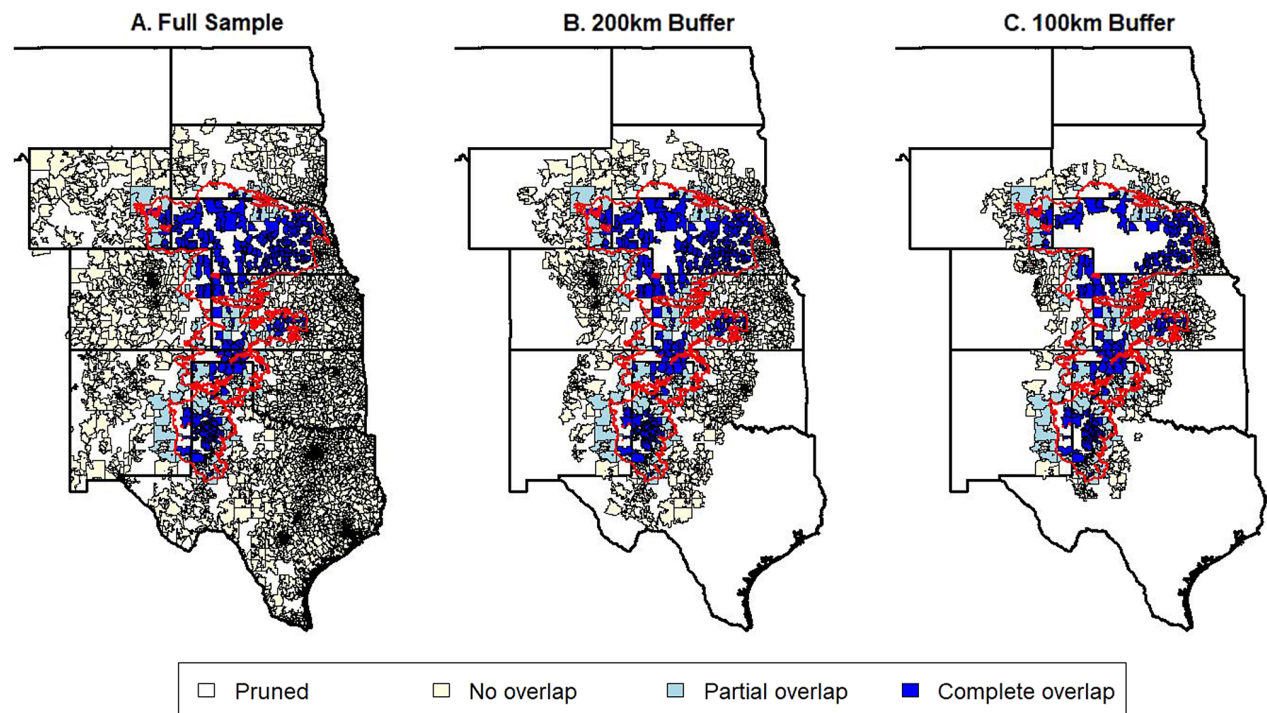 A. Full Sample
B. 200km Buffer
C. 100km Buffer
Pruned
No overlap
Partial overlap
Complete overlap